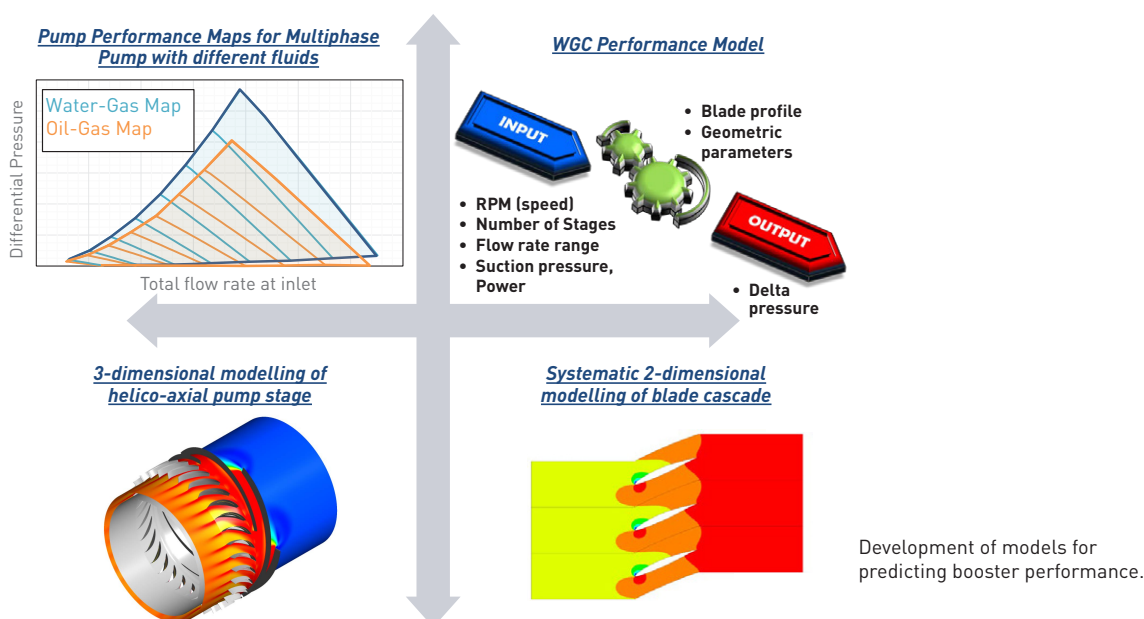 Pump Performance Maps for Multiphase
Pump with different fluids
Differential Pressure
Water-Gas Map
Oil-Gas Map
Total flow rate at inlet
WGC Performance Model
INPUT
• Blade profile
• Geometric
parameters
• RPM (speed)
• Number of Stages
• Flow rate range
• Suction pressure,
Power
OUTPUT
• Delta
pressure
3-dimensional modelling of
helico-axial pump stage
Systematic 2-dimensional
modelling of blade cascade
Development of models for
predicting booster performance.